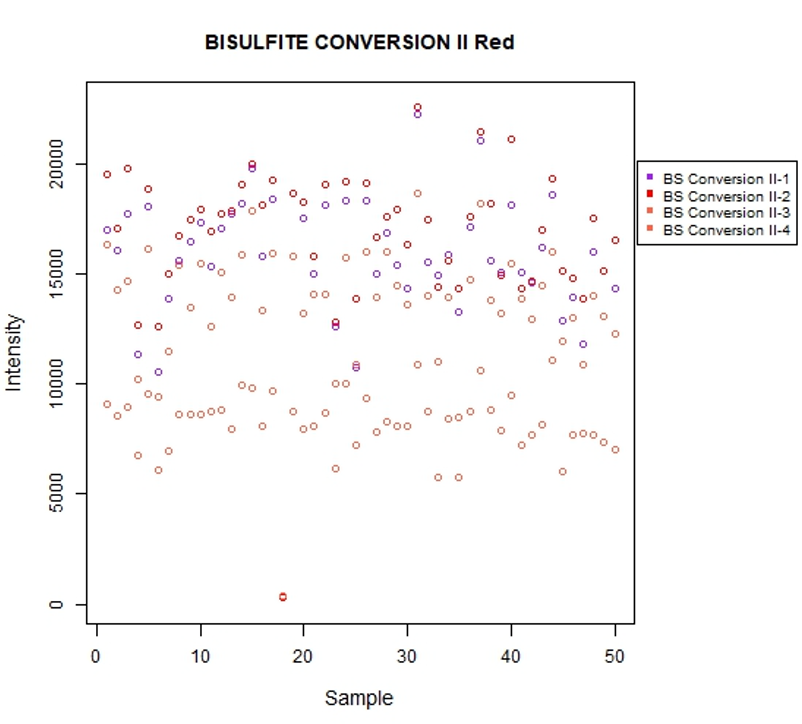 BISULFITE CONVERSION II Red
20000
15000
10000
5000
0
Intensity
0 10 20 30 40 50
Sample
BS Conversion II-1
BS Conversion II-2
BS Conversion II-3
BS Conversion II-4